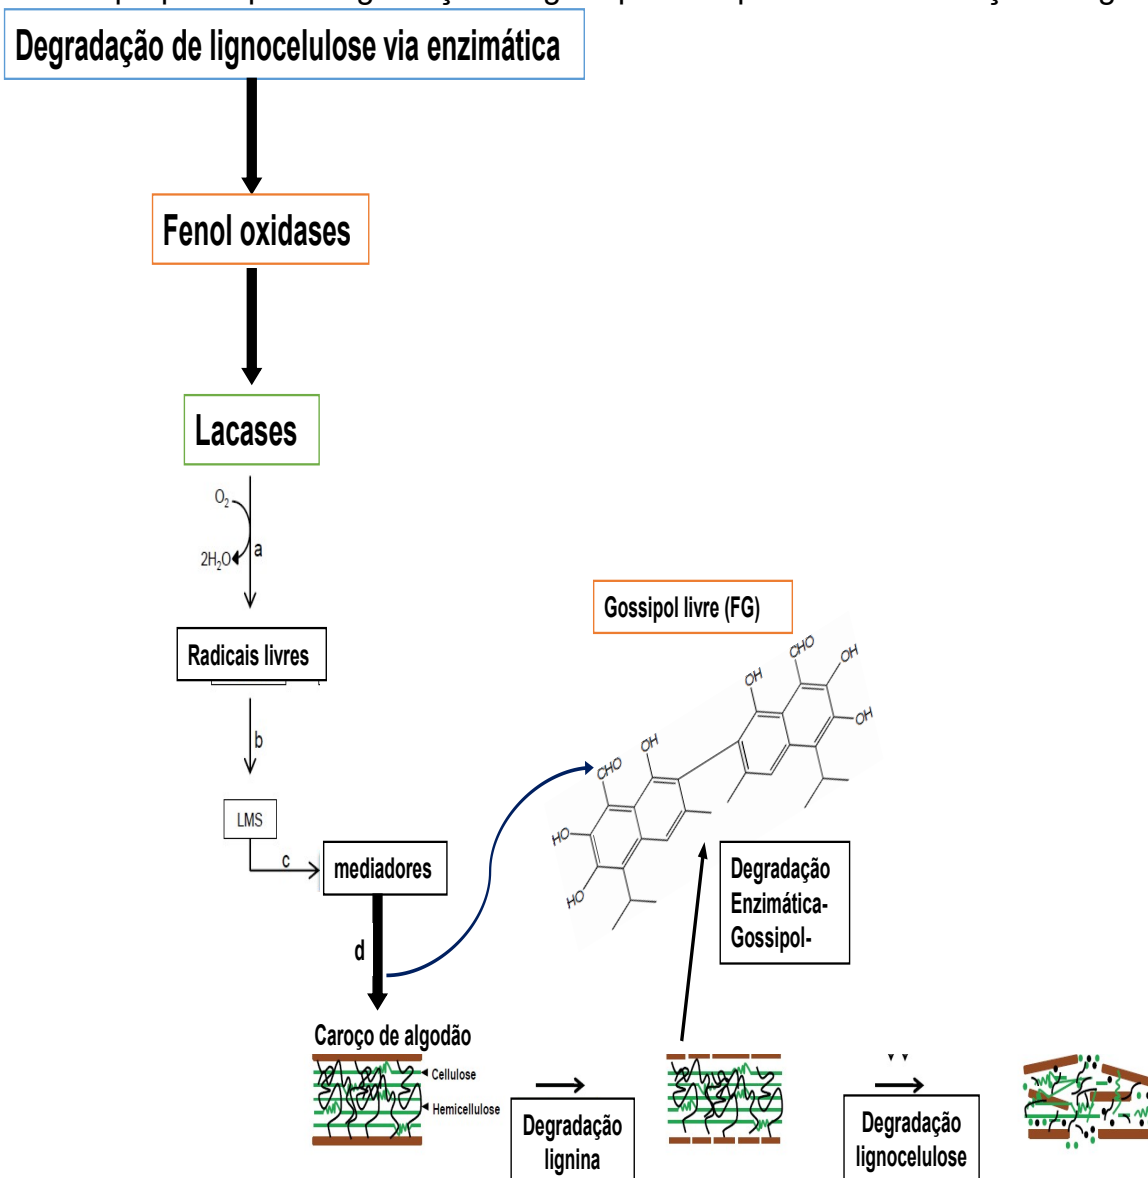 Degradação de lignocelulose via enzimática
Fenol oxidases
Lacases
O₂
2H₂O
a
Radicais livres
b
LMS
c
mediadores
d
Gossipol livre (FG)
CHO
OH
OH
OH
CHO
OH
HO
HO
Degradação
Enzimática-
Gossipol-
Caroço de algodão
Cellulose
Hemicellulose
Degradação
lignina
Degradação
lignocelulose